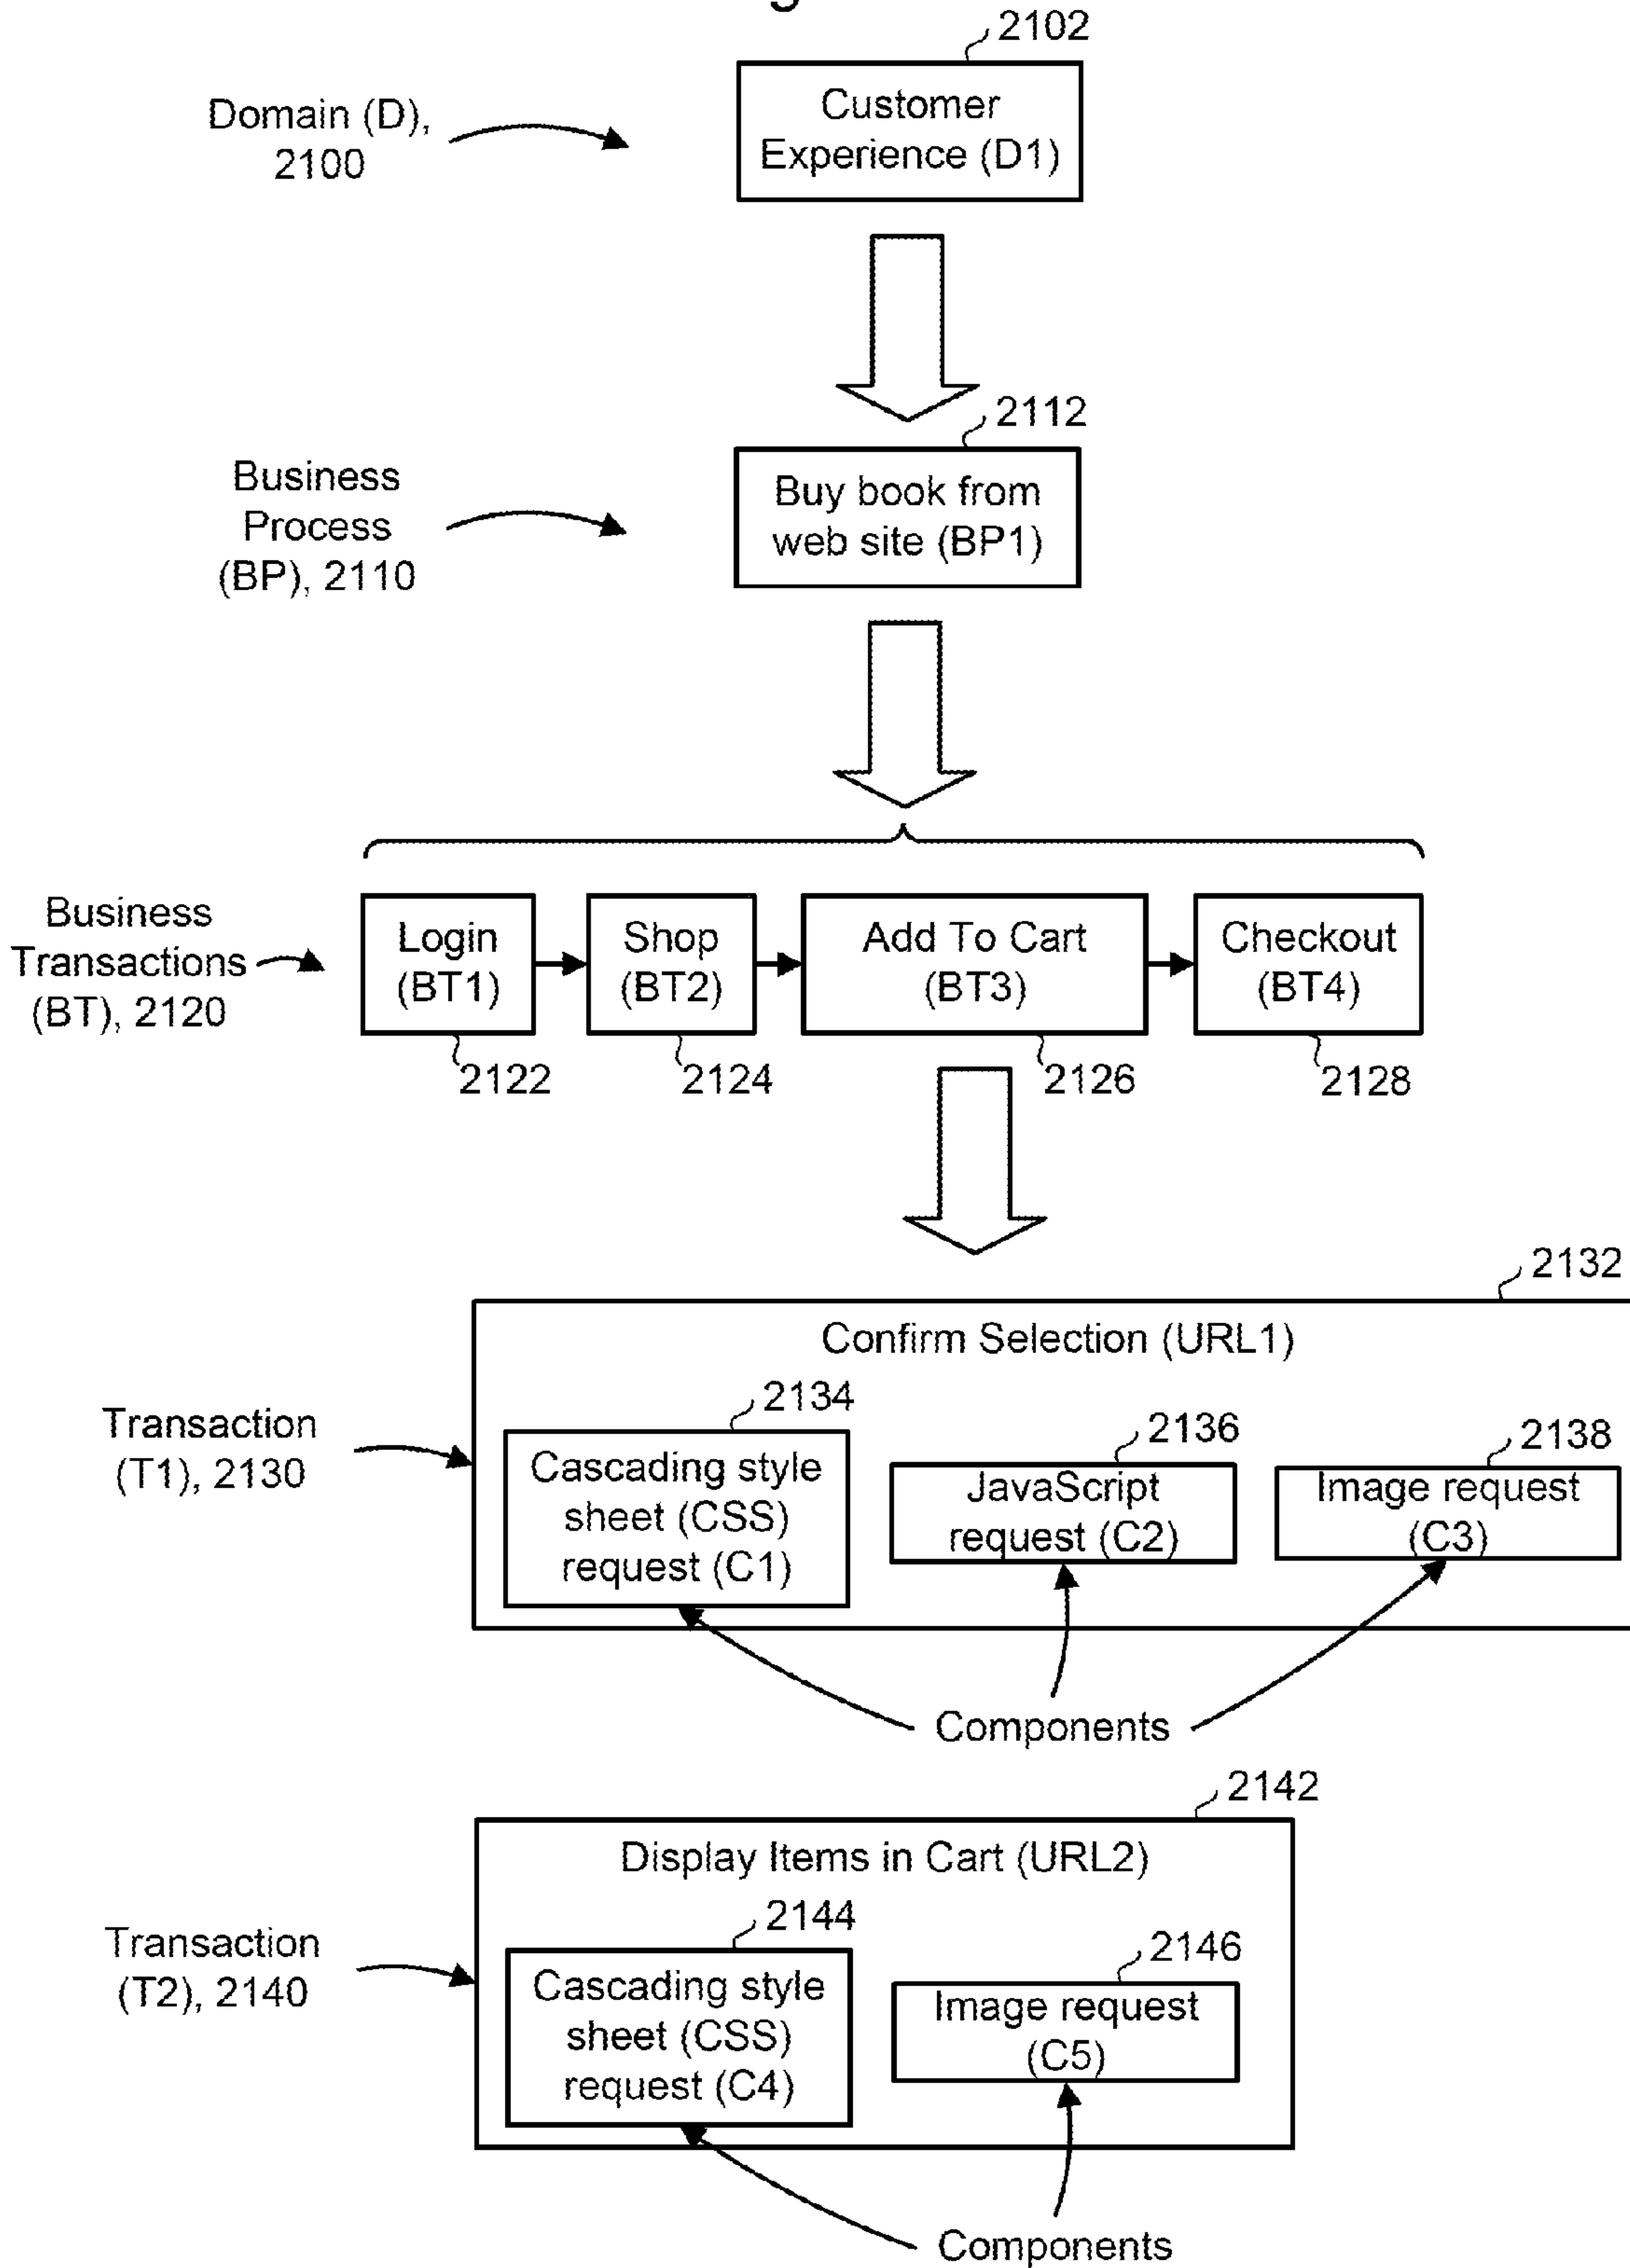 2102
Customer
Experience (D1)
Domain (D),
2100
2112
Buy book from
web site (BP1)
Business
Process
(BP), 2110
Business
Transactions
(BT), 2120
Login
(BT1)
Shop
(BT2)
Add To Cart
(BT3)
Checkout
(BT4)
2122
2124
2126
2128
2132
Confirm Selection (URL1)
Transaction
(T1), 2130
2134
Cascading style
sheet (CSS)
request (C1)
2136
JavaScript
request (C2)
2138
Image request
(C3)
Components
2142
Display Items in Cart (URL2)
Transaction
(T2), 2140
2144
Cascading style
sheet (CSS)
request (C4)
2146
Image request
(C5)
Components